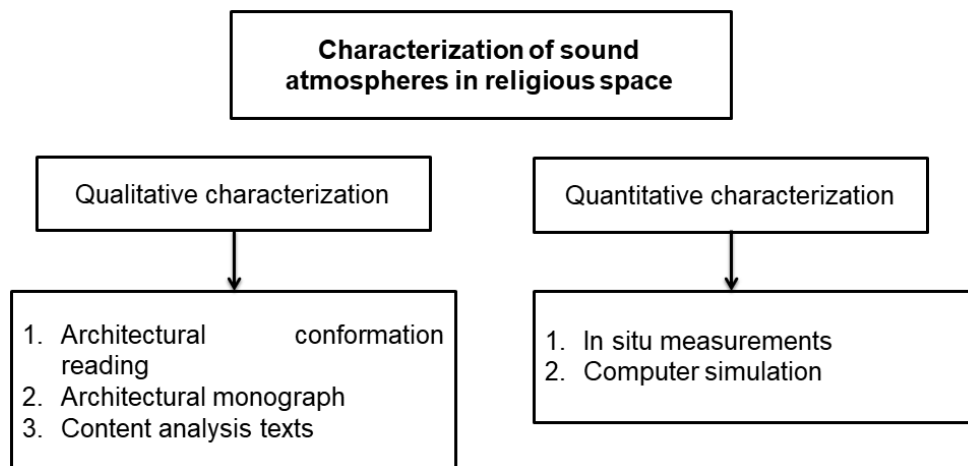 Characterization of sound
atmospheres in religious space
Qualitative characterization
Quantitative characterization
1. Architectural conformation
reading
2. Architectural monograph
3. Content analysis texts
1. In situ measurements
2. Computer simulation